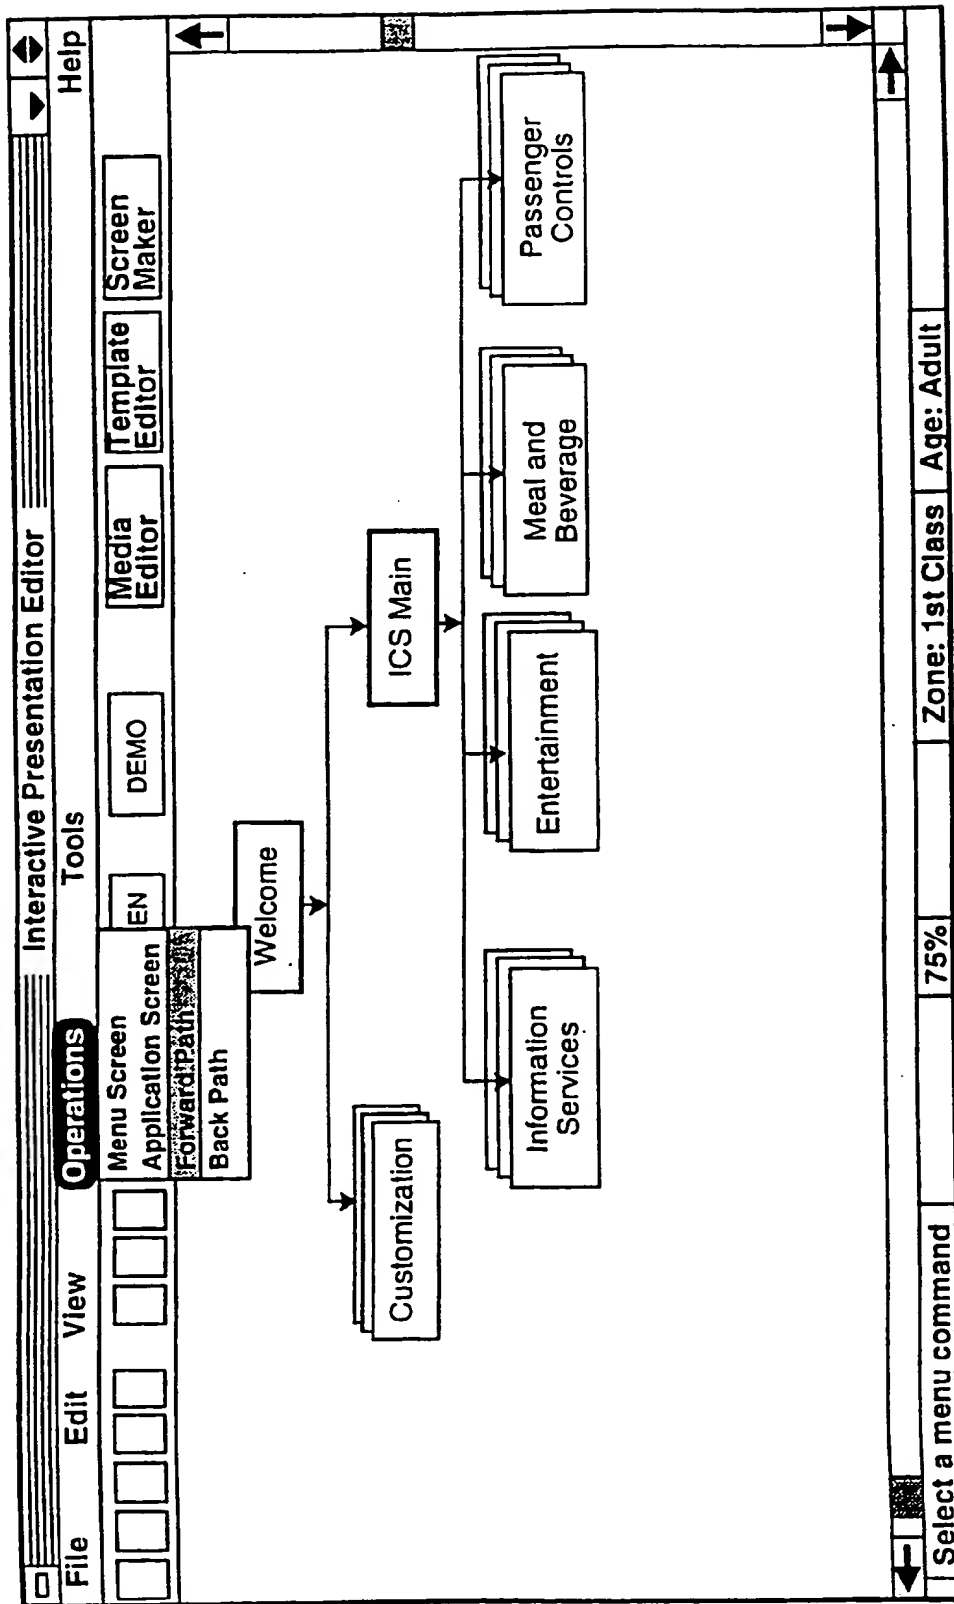 Interactive Presentation Editor
File Edit View Operations Tools Help
Menu Screen
Application Screen
Forward Path
Back Path
EN
DEMO
Media
Editor
Template
Editor
Screen
Maker
Welcome
Customization
ICS Main
Information
Services
Entertainment
Meal and
Beverage
Passenger
Controls
Select a menu command 75% Zone: 1st Class Age: Adult